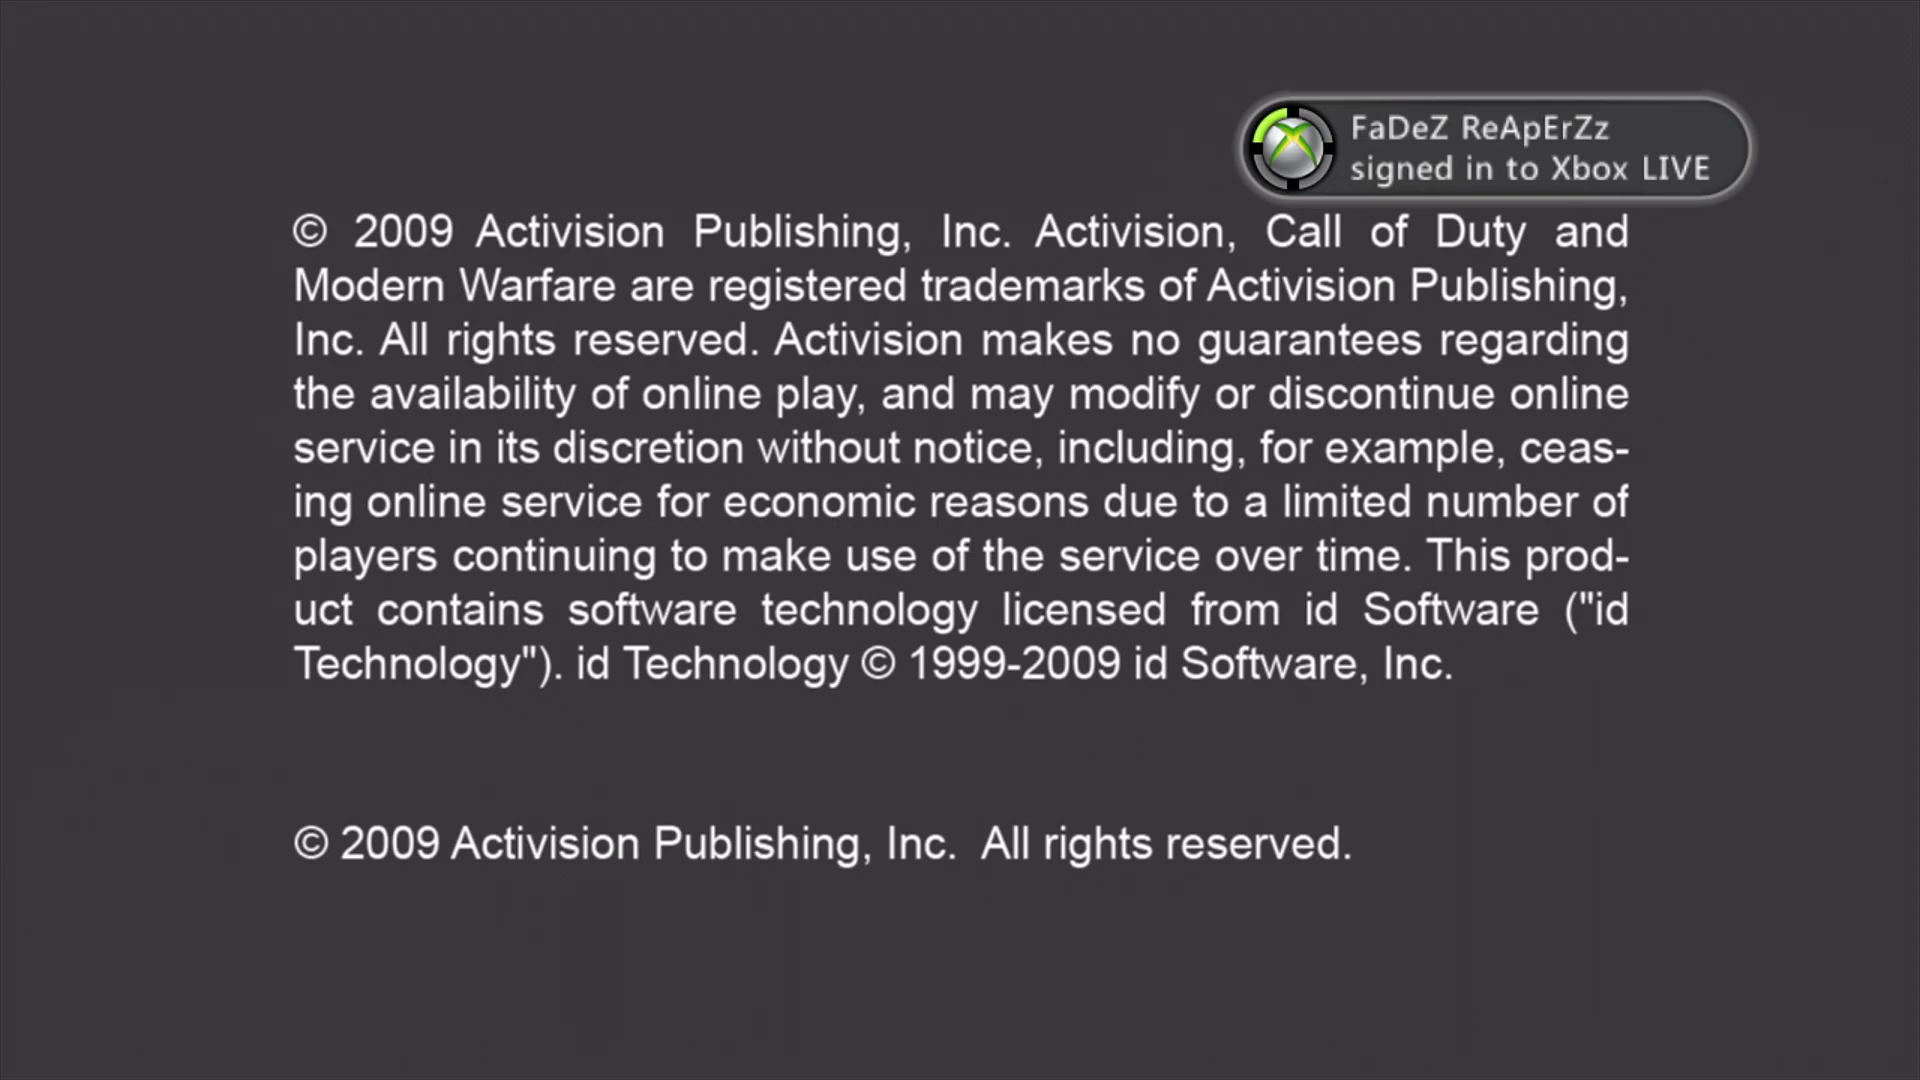 FaDeZ ReApErZz
signed in to Xbox LIVE
© 2009 Activision Publishing, Inc. Activision, Call of Duty and
Modern Warfare are registered trademarks of Activision Publishing,
Inc. All rights reserved. Activision makes no guarantees regarding
the availability of online play, and may modify or discontinue online
service in its discretion without notice, including, for example, ceas-
ing online service for economic reasons due to a limited number of
players continuing to make use of the service over time. This prod-
uct contains software technology licensed from id Software ("id
Technology"). id Technology © 1999-2009 id Software, Inc.
© 2009 Activision Publishing, Inc.  All rights reserved.